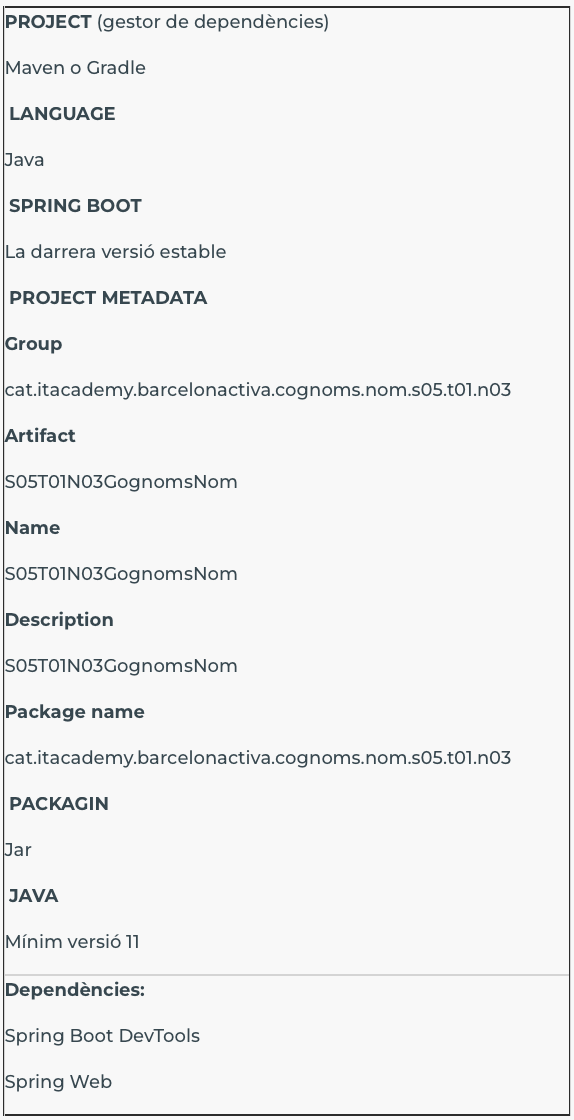 PROJECT (gestor de dependències)
Maven o Gradle
LANGUAGE
Java
SPRING BOOT
La darrera versió estable
PROJECT METADATA
Group
cat.itacademy.barcelonactiva.cognoms.nom.s05.t01.n03
Artifact
S05T01N03GognomsNom
Name
S05T01N03GognomsNom
Description
S05T01N03GognomsNom
Package name
cat.itacademy.barcelonactiva.cognoms.nom.s05.t01.n03
PACKAGIN
Jar
JAVA
Mínim versió 11
Dependències:
Spring Boot DevTools
Spring Web